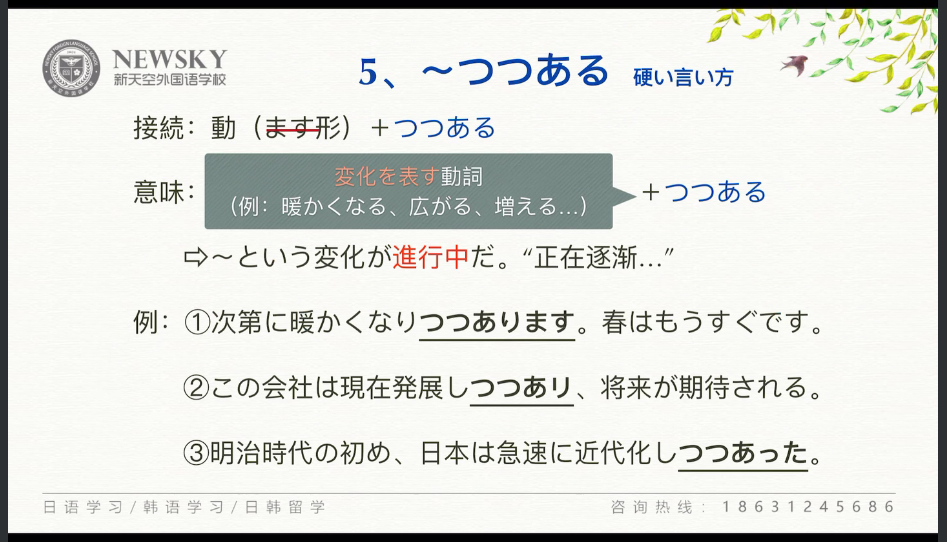 NEWSKY
新天空外国语学校
5、～つつある 硬い言い方
接続：動（ます形）＋つつある
意味：変化を表す動詞
（例：暖かくなる、広がる、増える…）
＋つつある
⇨～という変化が進行中だ。“正在逐渐…”
例：①次第に暖かくなりつつあります。春はもうすぐです。
②この会社は現在発展しつつあり、将来が期待される。
③明治時代の初め、日本は急速に近代化しつつあった。
日语学习/韩语学习/日韩留学
咨询热线：18631245686